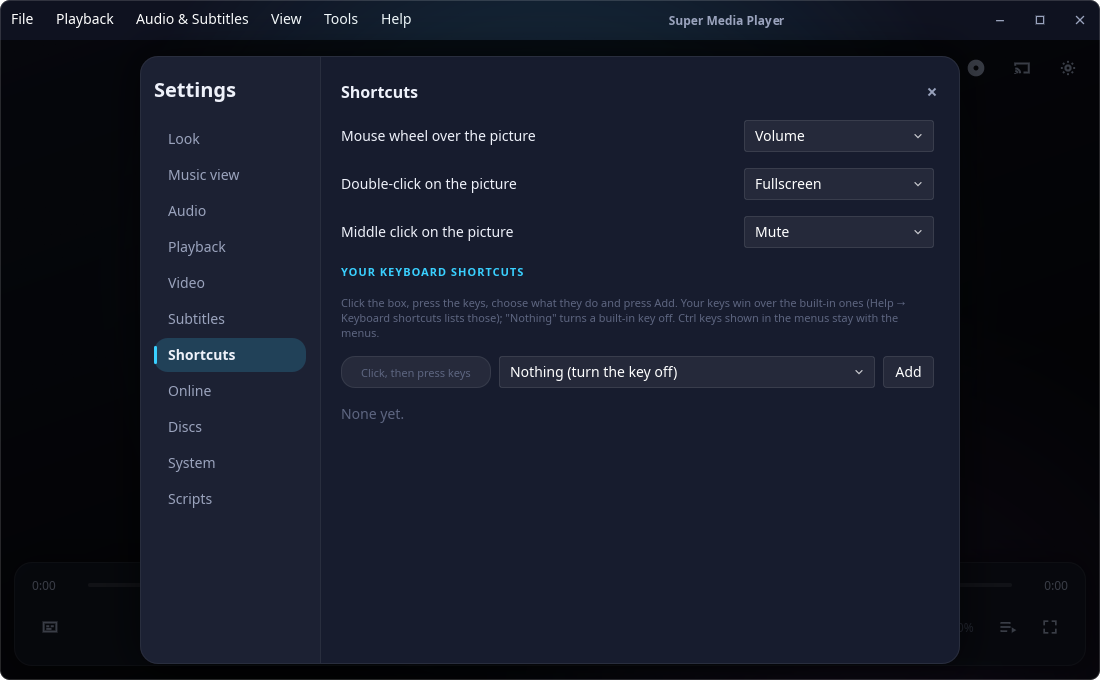 File Playback Audio & Subtitles View Tools Help Super Media Player
Settings
Look
Music view
Audio
Playback
Video
Subtitles
Shortcuts
Online
Discs
System
Scripts
Shortcuts
Mouse wheel over the picture Volume
Double-click on the picture Fullscreen
Middle click on the picture Mute
YOUR KEYBOARD SHORTCUTS
Click the box, press the keys, choose what they do and press Add. Your keys win over the built-in ones (Help →
Keyboard shortcuts lists those); "Nothing" turns a built-in key off. Ctrl keys shown in the menus stay with the
menus.
Click, then press keys Nothing (turn the key off) Add
None yet.
0:00 0:00